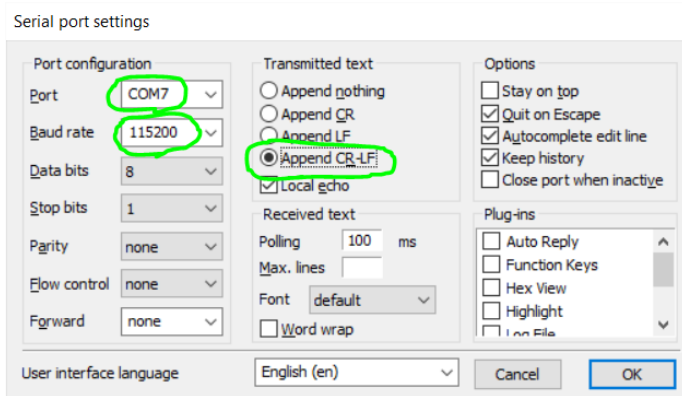 Serial port settings
Port configuration
Port COM7
Baud rate 115200
Data bits 8
Stop bits 1
Parity none
Flow control none
Forward none
Transmitted text
Append nothing
Append CR
Append LF
Append CR-LF
Local echo
Received text
Polling 100 ms
Max. lines
Font default
Word wrap
Options
Stay on top
Quit on Escape
Autocomplete edit line
Keep history
Close port when inactive
Plug-ins
Auto Reply
Function Keys
Hex View
Highlight
Log File
User interface language English (en) Cancel OK